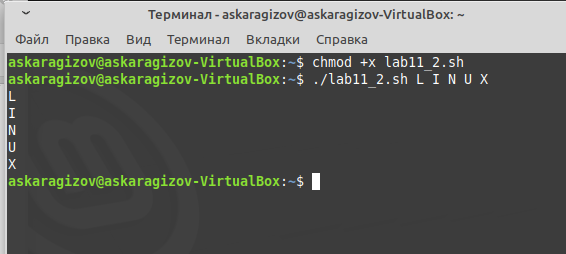 Терминал - askaragizov@askaragizov-VirtualBox: ~
Файл Правка Вид Терминал Вкладки Справка
askaragizov@askaragizov-VirtualBox:~$ chmod +x lab11_2.sh
askaragizov@askaragizov-VirtualBox:~$ ./lab11_2.sh L I N U X
L
I
N
U
X
askaragizov@askaragizov-VirtualBox:~$